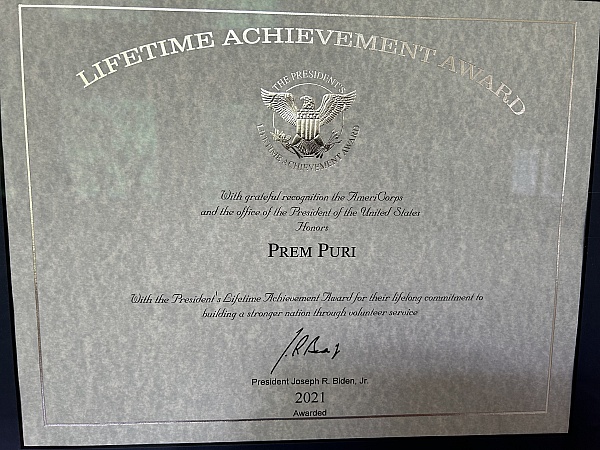 LIFETIME ACHIEVEMENT AWARD
THE PRESIDENT'S
LIFETIME ACHIEVEMENT AWARD
With grateful recognition the AmeriCorps
and the office of the President of the United States
Honors
PREM PURI
With the President's Lifetime Achievement Award for their lifelong commitment to
building a stronger nation through volunteer service
President Joseph R. Biden, Jr.
2021
Awarded